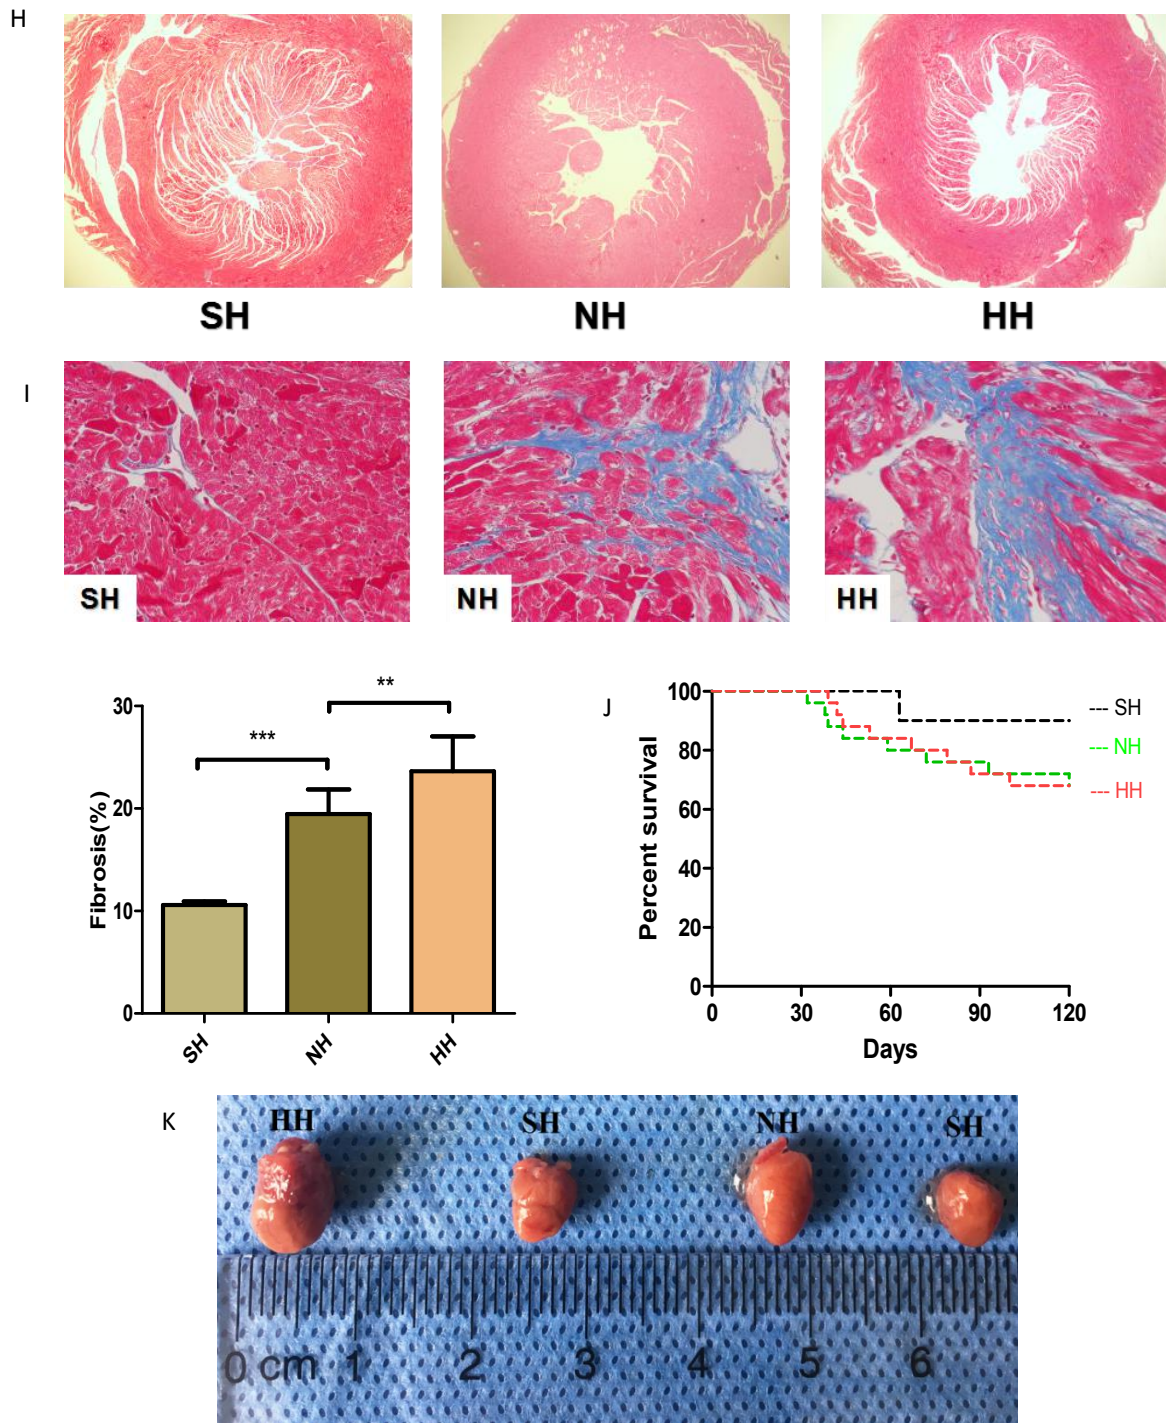 H
SH NH HH
I
SH NH HH
***
**
Fibrosis(%)
30
20
10
0
SH NH HH
J
Percent survival
100
80
60
40
20
0
0 30 60 90 120
Days
--- SH
--- NH
--- HH
K
HH SH NH SH
0 cm 1 2 3 4 5 6